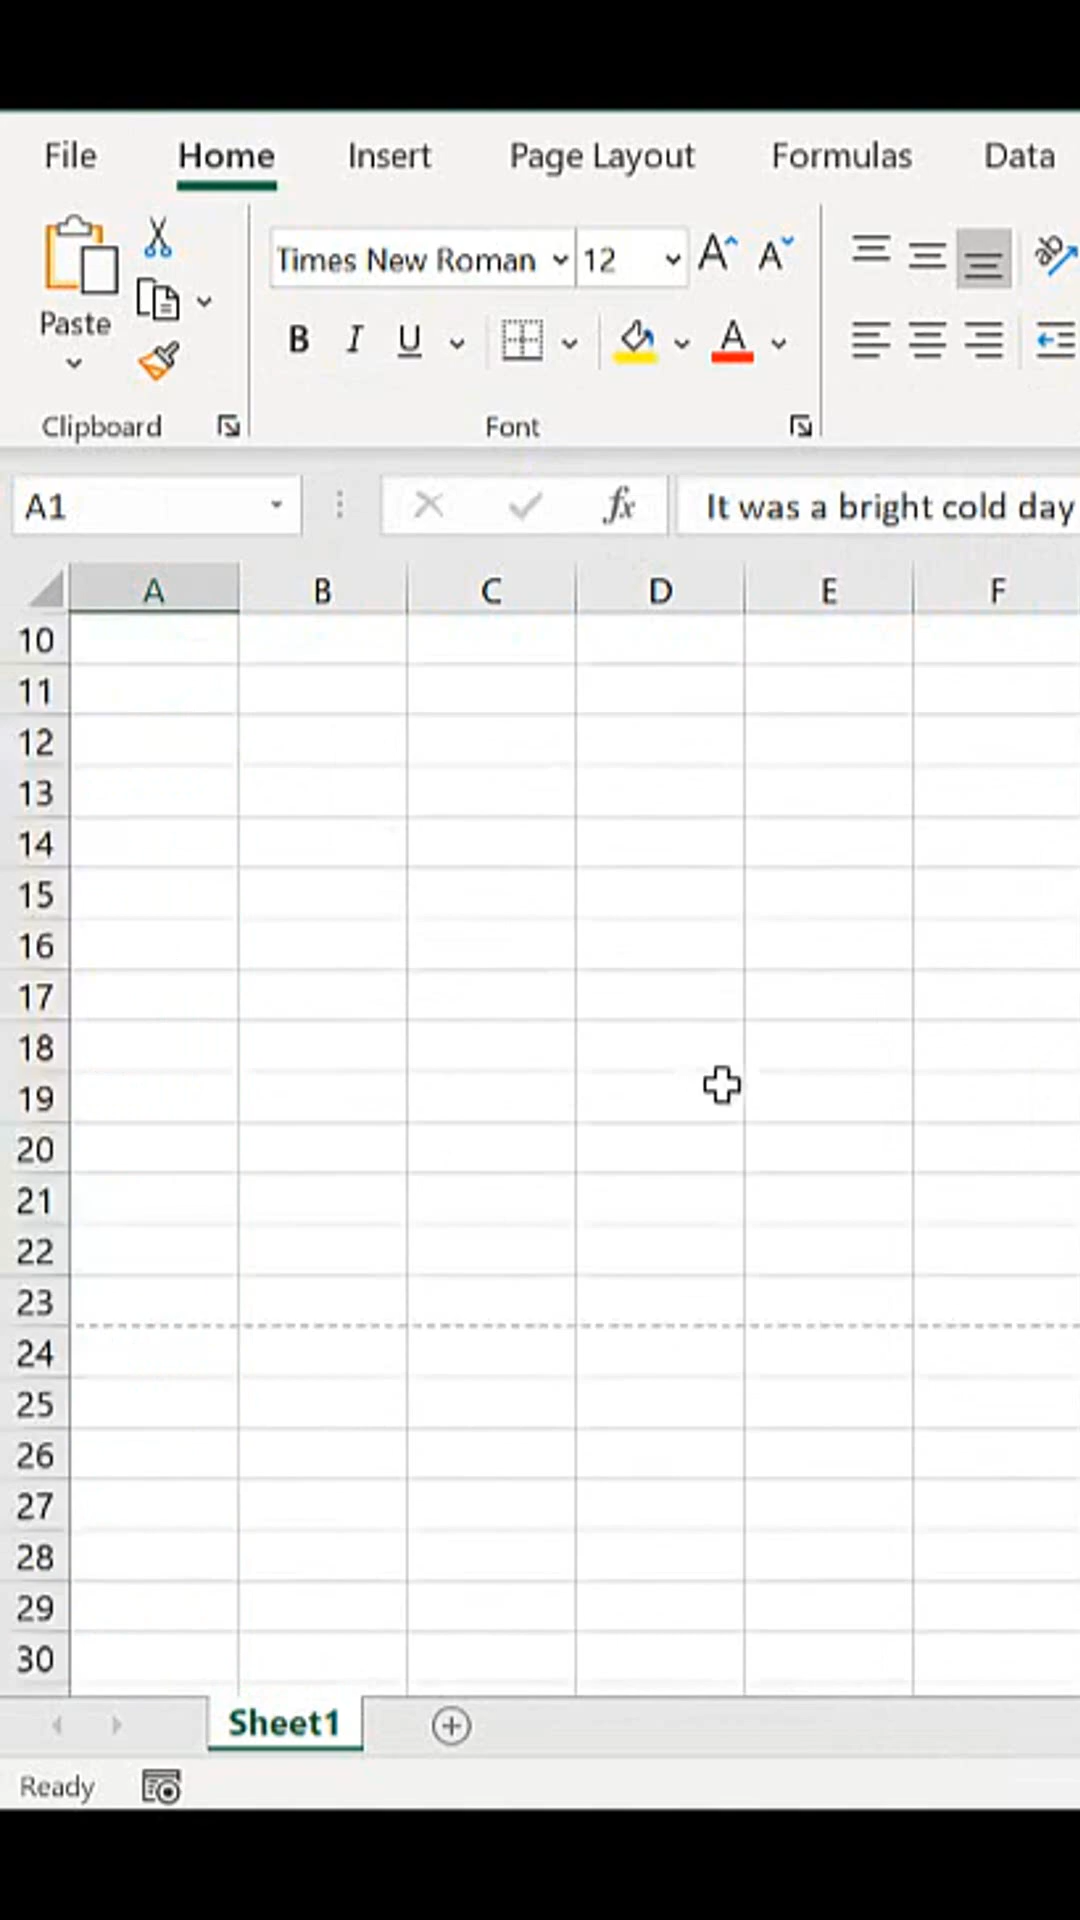 File Home Insert Page Layout Formulas Data
Times New Roman 12 A A ab
Paste
B I U A
Clipboard Font
A1 fx It was a bright cold day
A B C D E F
10
11
12
13
14
15
16
17
18
19
20
21
22
23
24
25
26
27
28
29
30
Sheet1
Ready